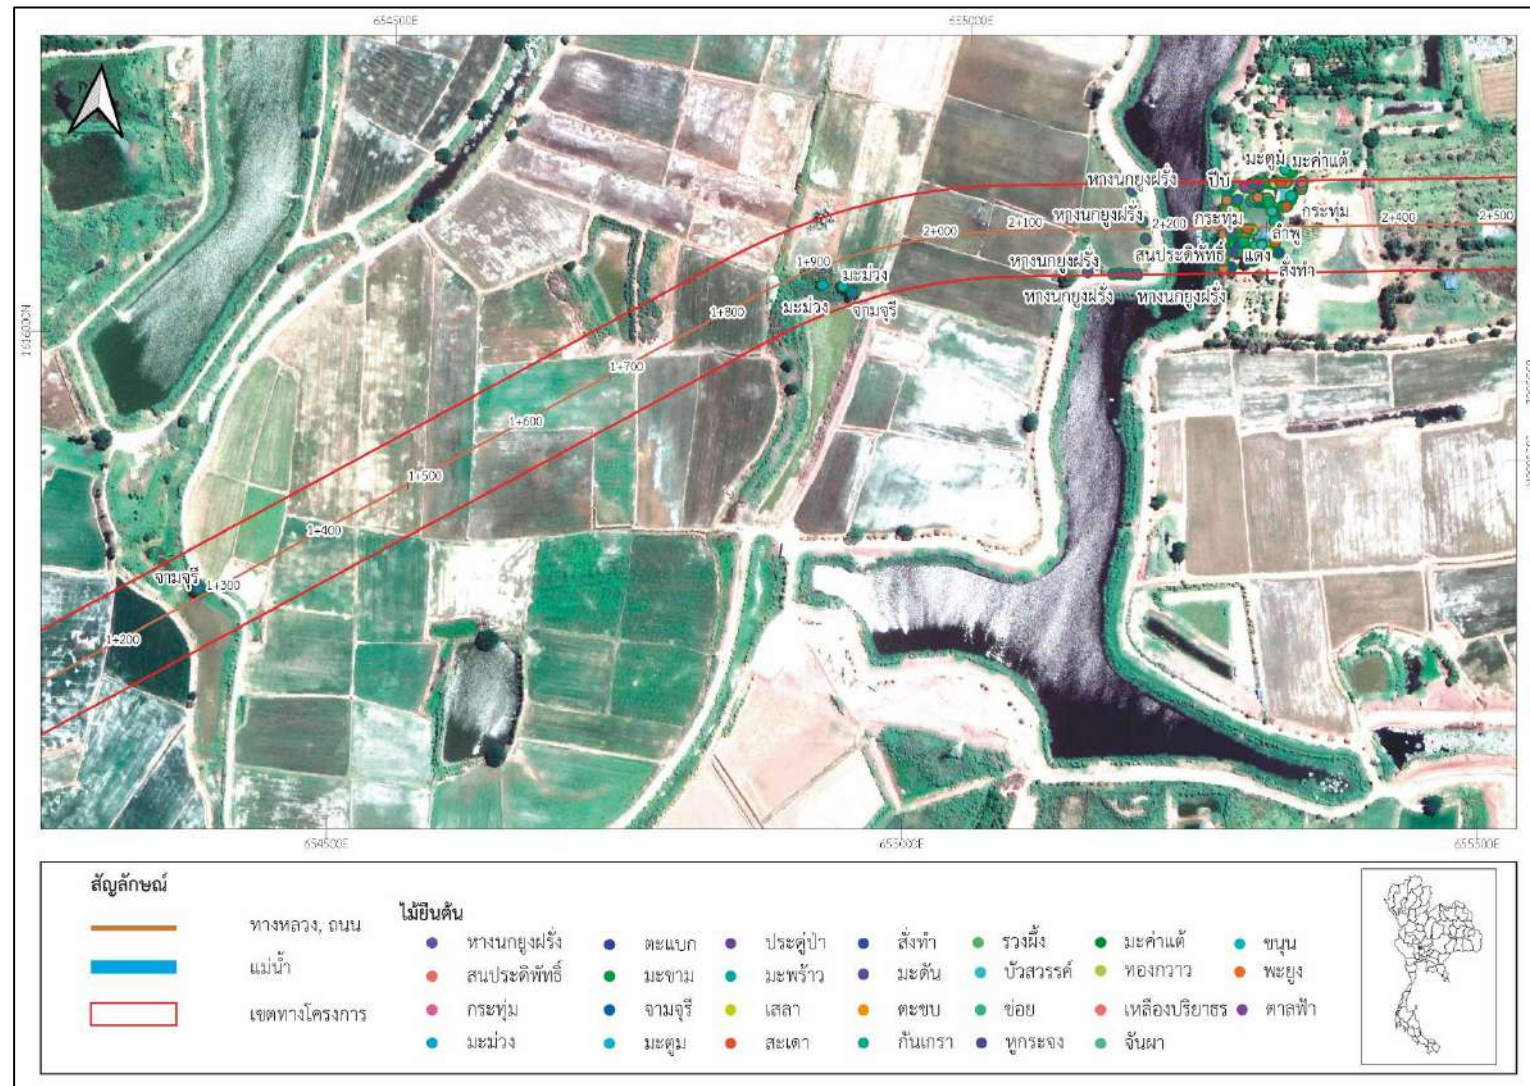 654500E 655000E
มะตูม มะค่าแต้
หางนกยูงฝรั่ง ปีบ
หางนกยูงฝรั่ง กระทุ่ม กระทุ่ม
2+000 2+100 2+200 2+400 2+500
ลำพู
1+900 หางนกยูงฝรั่ง สนประดิพัทธ์ แดง
มะม่วง สั่งทำ
หางนกยูงฝรั่ง หางนกยูงฝรั่ง
มะม่วง จามจุรี
1+800
1616000N
1+700
1+600
1+500
1+400
จามจุรี 1+300
1+200
654500E 655000E 655500E
สัญลักษณ์
ทางหลวง, ถนน
แม่น้ำ
เขตทางโครงการ
ไม้ยืนต้น
หางนกยูงฝรั่ง ตะแบก ประดู่ป่า สั่งทำ รวงผึ้ง มะค่าแต้ ขนุน
สนประดิพัทธิ์ มะขาม มะพร้าว มะดัน บัวสวรรค์ ทองกวาว พะยูง
กระทุ่ม จามจุรี เสลา ตะขบ ข่อย เหลืองปริยาธร ตาลฟ้า
มะม่วง มะตูม สะเดา กันเกรา หูกระจง จันผา